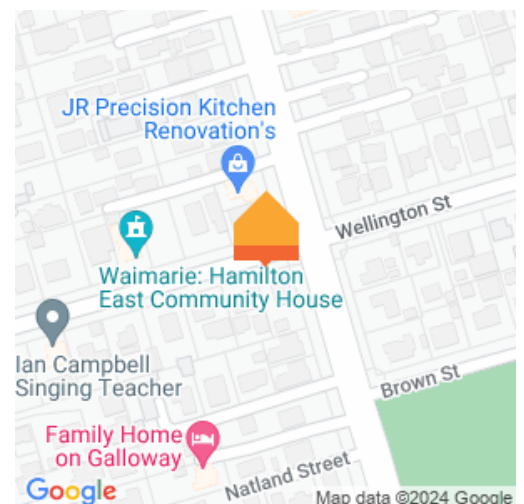 JR Precision Kitchen
Renovation's
Wellington St
Waimarie: Hamilton
East Community House
Ian Campbell
Singing Teacher
Brown St
Family Home
on Galloway
Natland Street
Google
Map data ©2024 Google